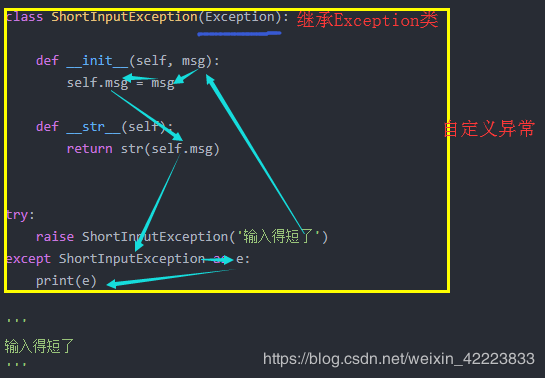 class ShortInputException(Exception): 继承Exception类
def __init__(self, msg):
self.msg = msg
def __str__(self):
自定义异常
return str(self.msg)
try:
raise ShortInputException('输入得短了')
except ShortInputException as e:
print(e)
'''
输入得短了
'''
https://blog.csdn.net/weixin_42223833